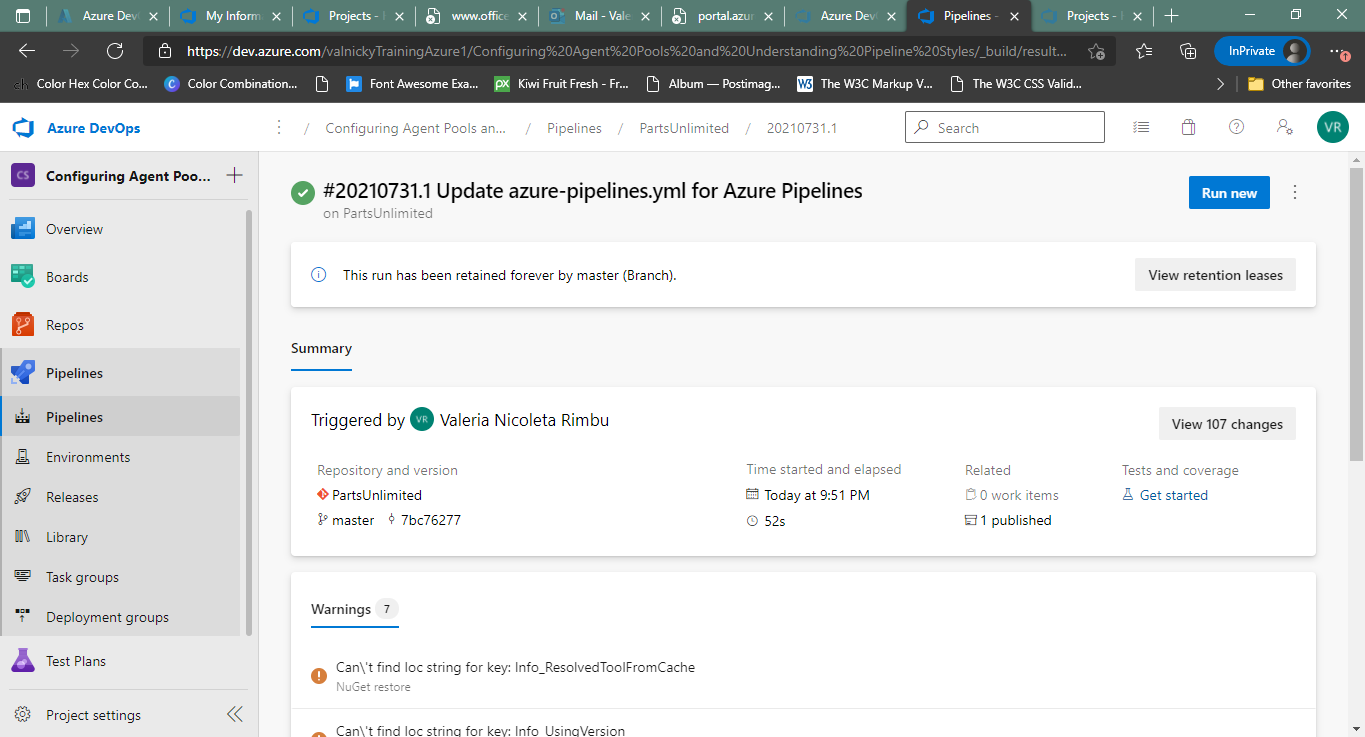 Azure Dev
My Inform
Projects -
www.office
Mail - Vale
portal.azur
Azure Dev
Pipelines -
Projects -
https://dev.azure.com/valnickyTrainingAzure1/Configuring%20Agent%20Pools%20and%20Understanding%20Pipeline%20Styles/_build/result...
InPrivate
ch Color Hex Color Co...
C Color Combination...
Font Awesome Exa...
px Kiwi Fruit Fresh - Fr...
Album — Postimag...
W3 The W3C Markup V...
The W3C CSS Valid...
Other favorites
Azure DevOps
/ Configuring Agent Pools an... / Pipelines / PartsUnlimited / 20210731.1
Search
VR
CS Configuring Agent Poo...
Overview
Boards
Repos
Pipelines
Pipelines
Environments
Releases
Library
Task groups
Deployment groups
Test Plans
Project settings
#20210731.1 Update azure-pipelines.yml for Azure Pipelines
on PartsUnlimited
Run new
This run has been retained forever by master (Branch).
View retention leases
Summary
Triggered by VR Valeria Nicoleta Rimbu
View 107 changes
Repository and version
PartsUnlimited
master 7bc76277
Time started and elapsed
Today at 9:51 PM
52s
Related
0 work items
1 published
Tests and coverage
Get started
Warnings 7
Can\'t find loc string for key: Info_ResolvedToolFromCache
NuGet restore
Can\'t find loc string for key: Info_UsingVersion